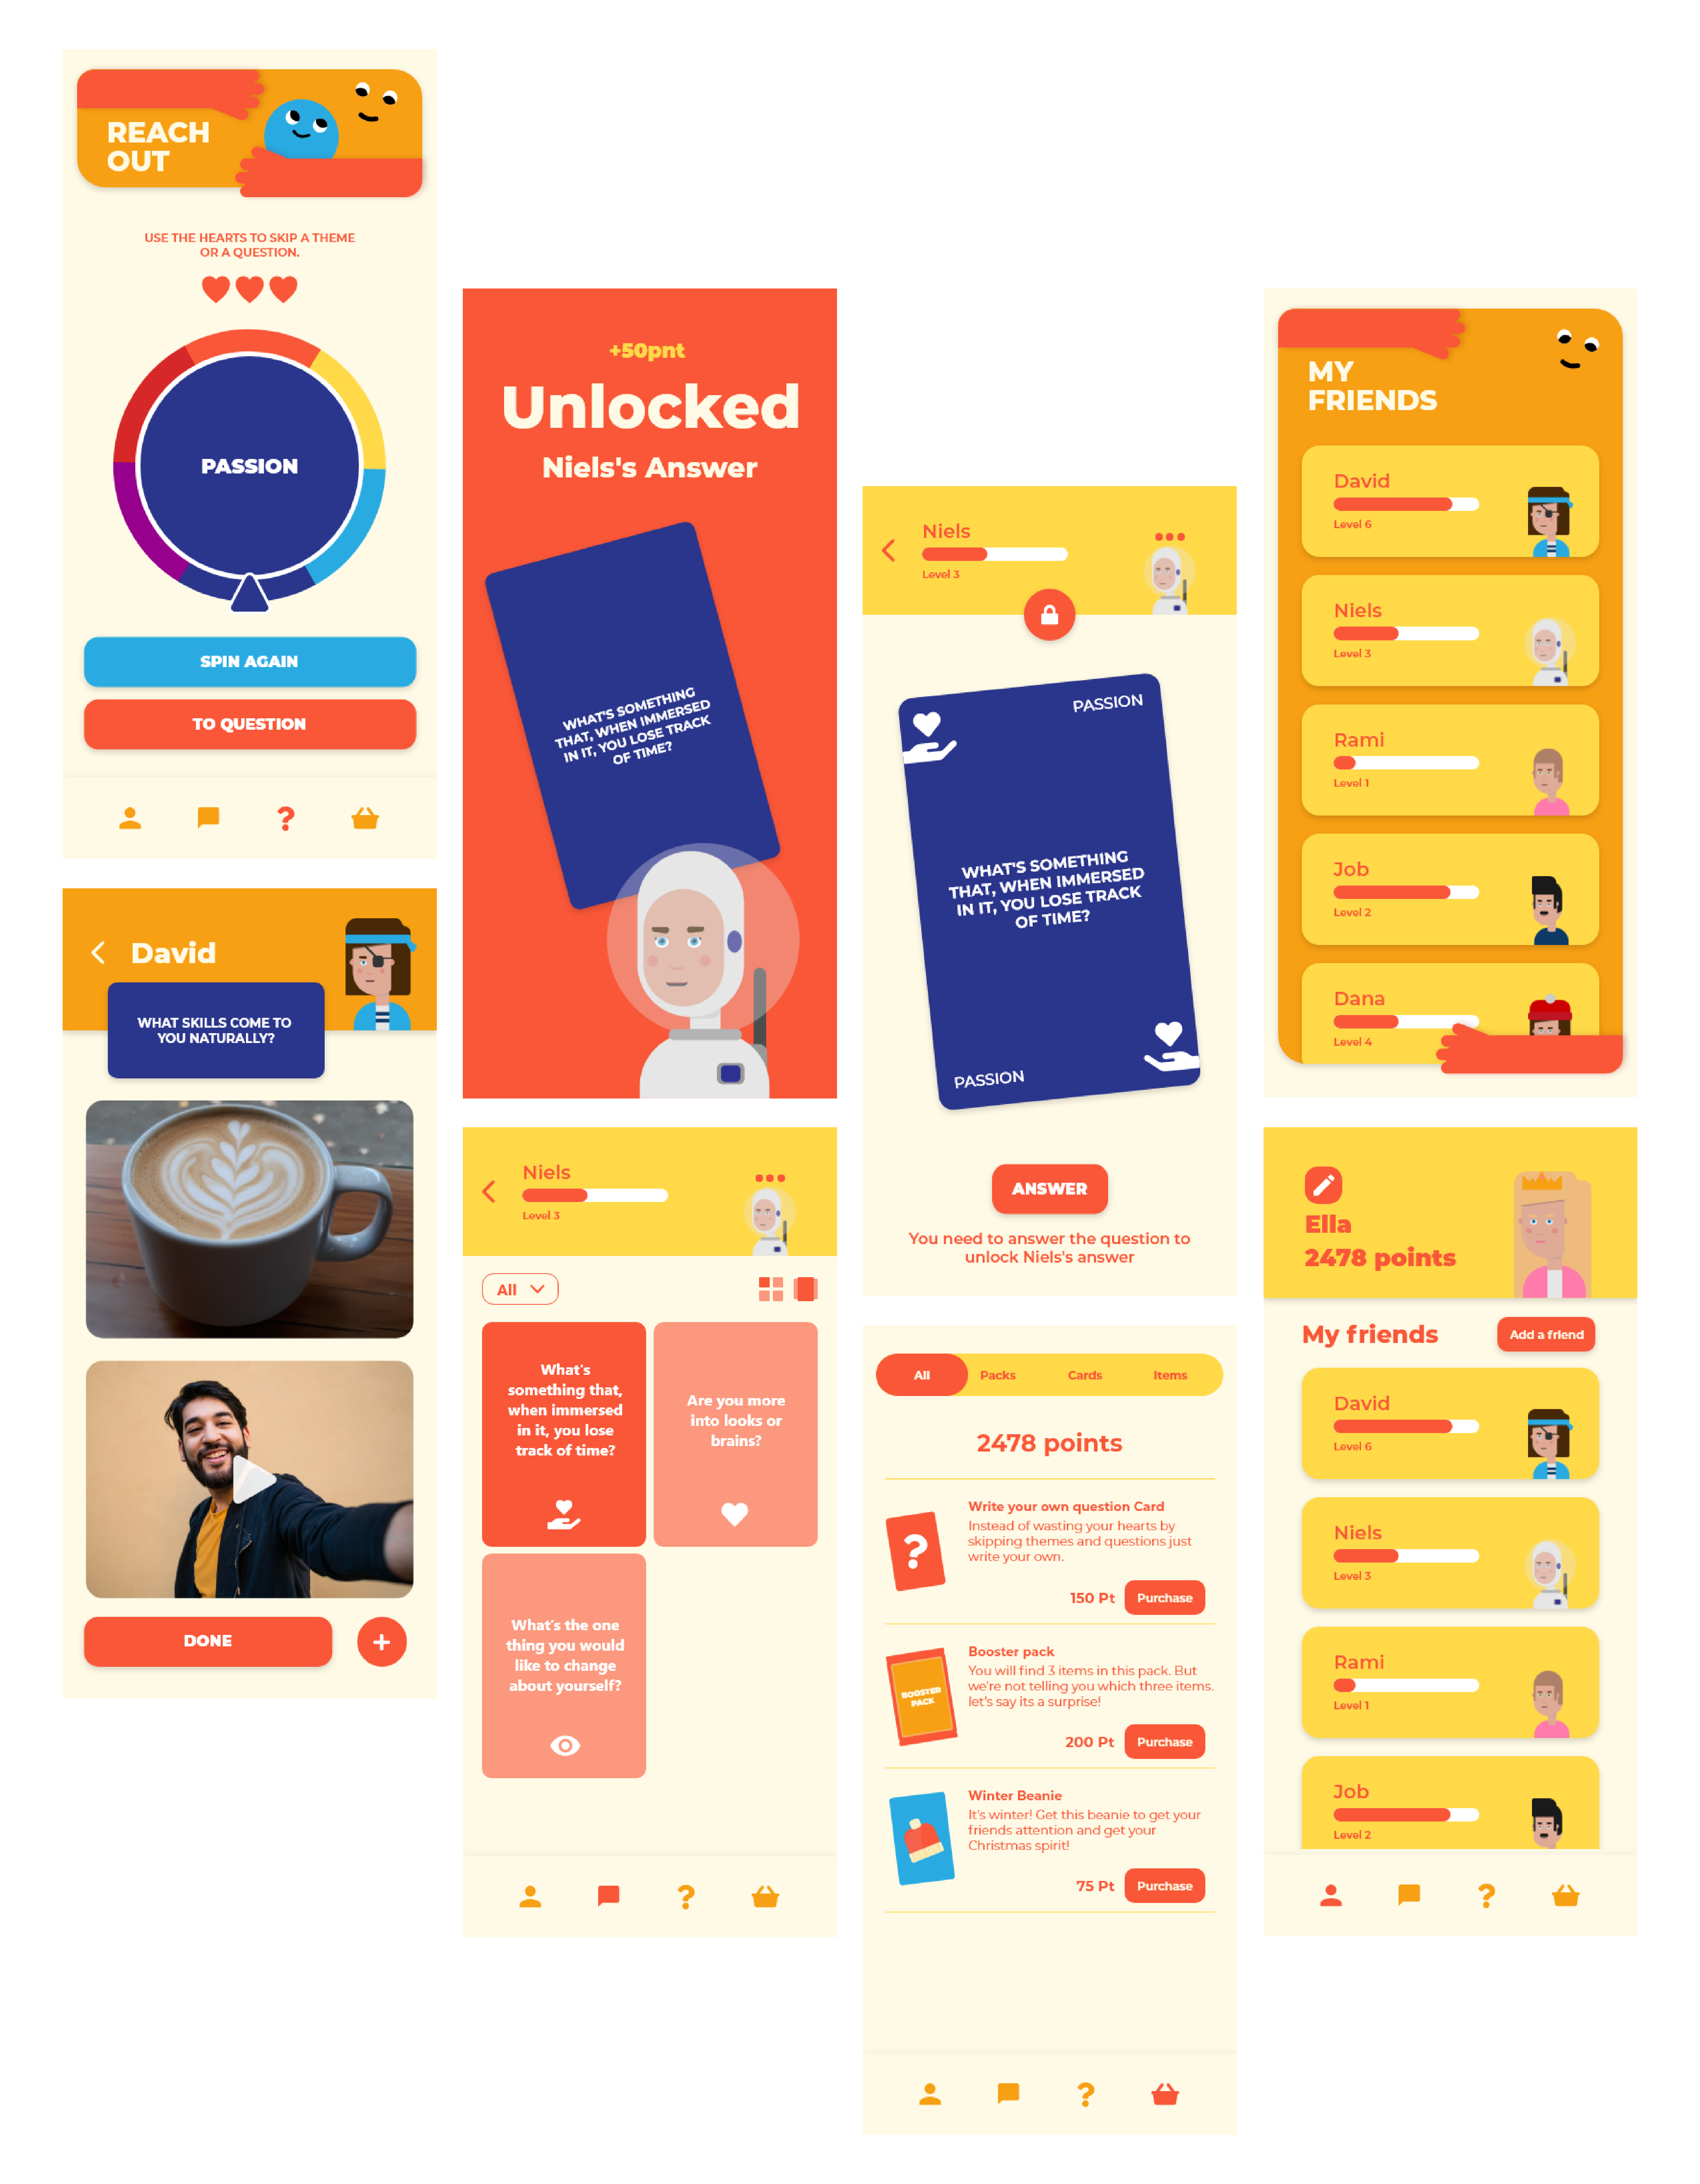 REACH
OUT
USE THE HEARTS TO SKIP A THEME
OR A QUESTION.
PASSION
SPIN AGAIN
TO QUESTION
David
WHAT SKILLS COME TO
YOU NATURALLY?
DONE
+50pnt
Unlocked
Niels's Answer
WHAT'S SOMETHING
THAT, WHEN IMMERSED
IN IT, YOU LOSE TRACK
OF TIME?
Niels
Level 3
All
What's
something that,
when immersed
in it, you lose
track of time?
Are you more
into looks or
brains?
What's the one
thing you would
like to change
about yourself?
Niels
Level 3
PASSION
WHAT'S SOMETHING
THAT, WHEN IMMERSED
IN IT, YOU LOSE TRACK
OF TIME?
PASSION
ANSWER
You need to answer the question to
unlock Niels's answer
All Packs Cards Items
2478 points
Write your own question Card
Instead of wasting your hearts by
skipping themes and questions just
write your own.
150 Pt Purchase
Booster pack
You will find 3 items in this pack. But
we're not telling you which three items.
let's say its a surprise!
BOOSTER
PACK
200 Pt Purchase
Winter Beanie
It's winter! Get this beanie to get your
friends attention and get your
Christmas spirit!
75 Pt Purchase
MY
FRIENDS
David
Level 6
Niels
Level 3
Rami
Level 1
Job
Level 2
Dana
Level 4
Ella
2478 points
My friends Add a friend
David
Level 6
Niels
Level 3
Rami
Level 1
Job
Level 2